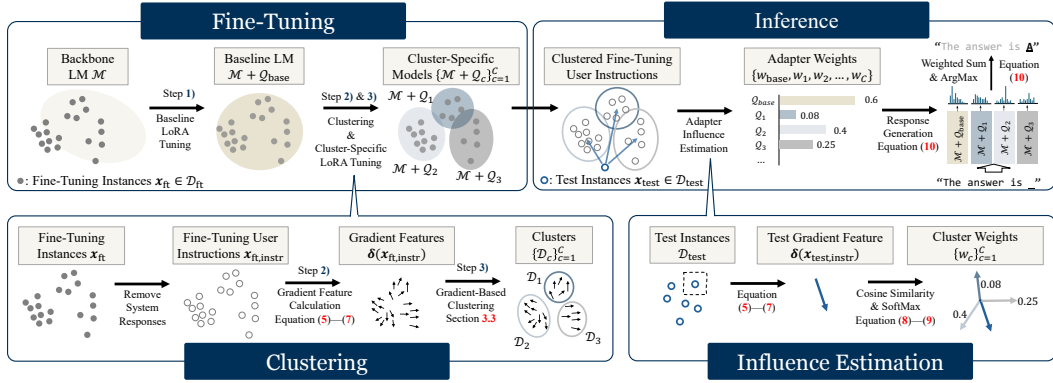 Fine-Tuning
Backbone
LM ℳ
Step 1)
Baseline
LoRA
Tuning
Baseline LM
ℳ + 𝒬base
Step 2) & 3)
Clustering
&
Cluster-Specific
LoRA Tuning
Cluster-Specific
Models {ℳ + 𝒬c}ᶜc=1
ℳ + 𝒬1
ℳ + 𝒬2
ℳ + 𝒬3
: Fine-Tuning Instances xft ∈ 𝒟ft
Inference
Clustered Fine-Tuning
User Instructions
Adapter
Influence
Estimation
Adapter Weights
{wbase, w1, w2, … , wC}
𝒬base
0.6
𝒬1
0.08
𝒬2
0.4
𝒬3
0.25
...
Response
Generation
Equation (10)
“The answer is A”
Weighted Sum
& ArgMax
Equation
(10)
ℳ + 𝒬base
ℳ + 𝒬1
ℳ + 𝒬2
ℳ + 𝒬3
“The answer is _”
: Test Instances xtest ∈ 𝒟test
Fine-Tuning
Instances xft
Remove
System
Responses
Fine-Tuning User
Instructions xft,instr
Step 2)
Gradient Feature
Calculation
Equation (5)—(7)
Gradient Features
δ(xft,instr)
Step 3)
Gradient-Based
Clustering
Section 3.3
Clusters
{𝒟c}ᶜc=1
𝒟1
𝒟2
𝒟3
Clustering
Test Instances
𝒟test
Equation
(5)—(7)
Test Gradient Feature
δ(xtest,instr)
Cosine Similarity
& SoftMax
Equation (8)—(9)
Cluster Weights
{wc}ᶜc=1
0.08
0.25
0.4
Influence Estimation